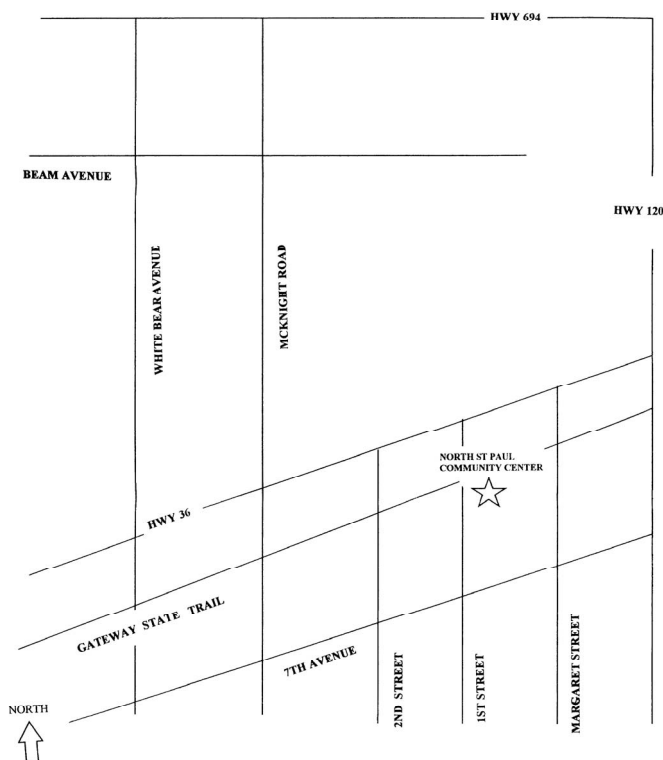 HWY 694
BEAM AVENUE
HWY 120
WHITE BEAR AVENUE
MCKNIGHT ROAD
NORTH ST PAUL
COMMUNITY CENTER
HWY 36
GATEWAY STATE TRAIL
7TH AVENUE
2ND STREET
1ST STREET
MARGARET STREET
NORTH